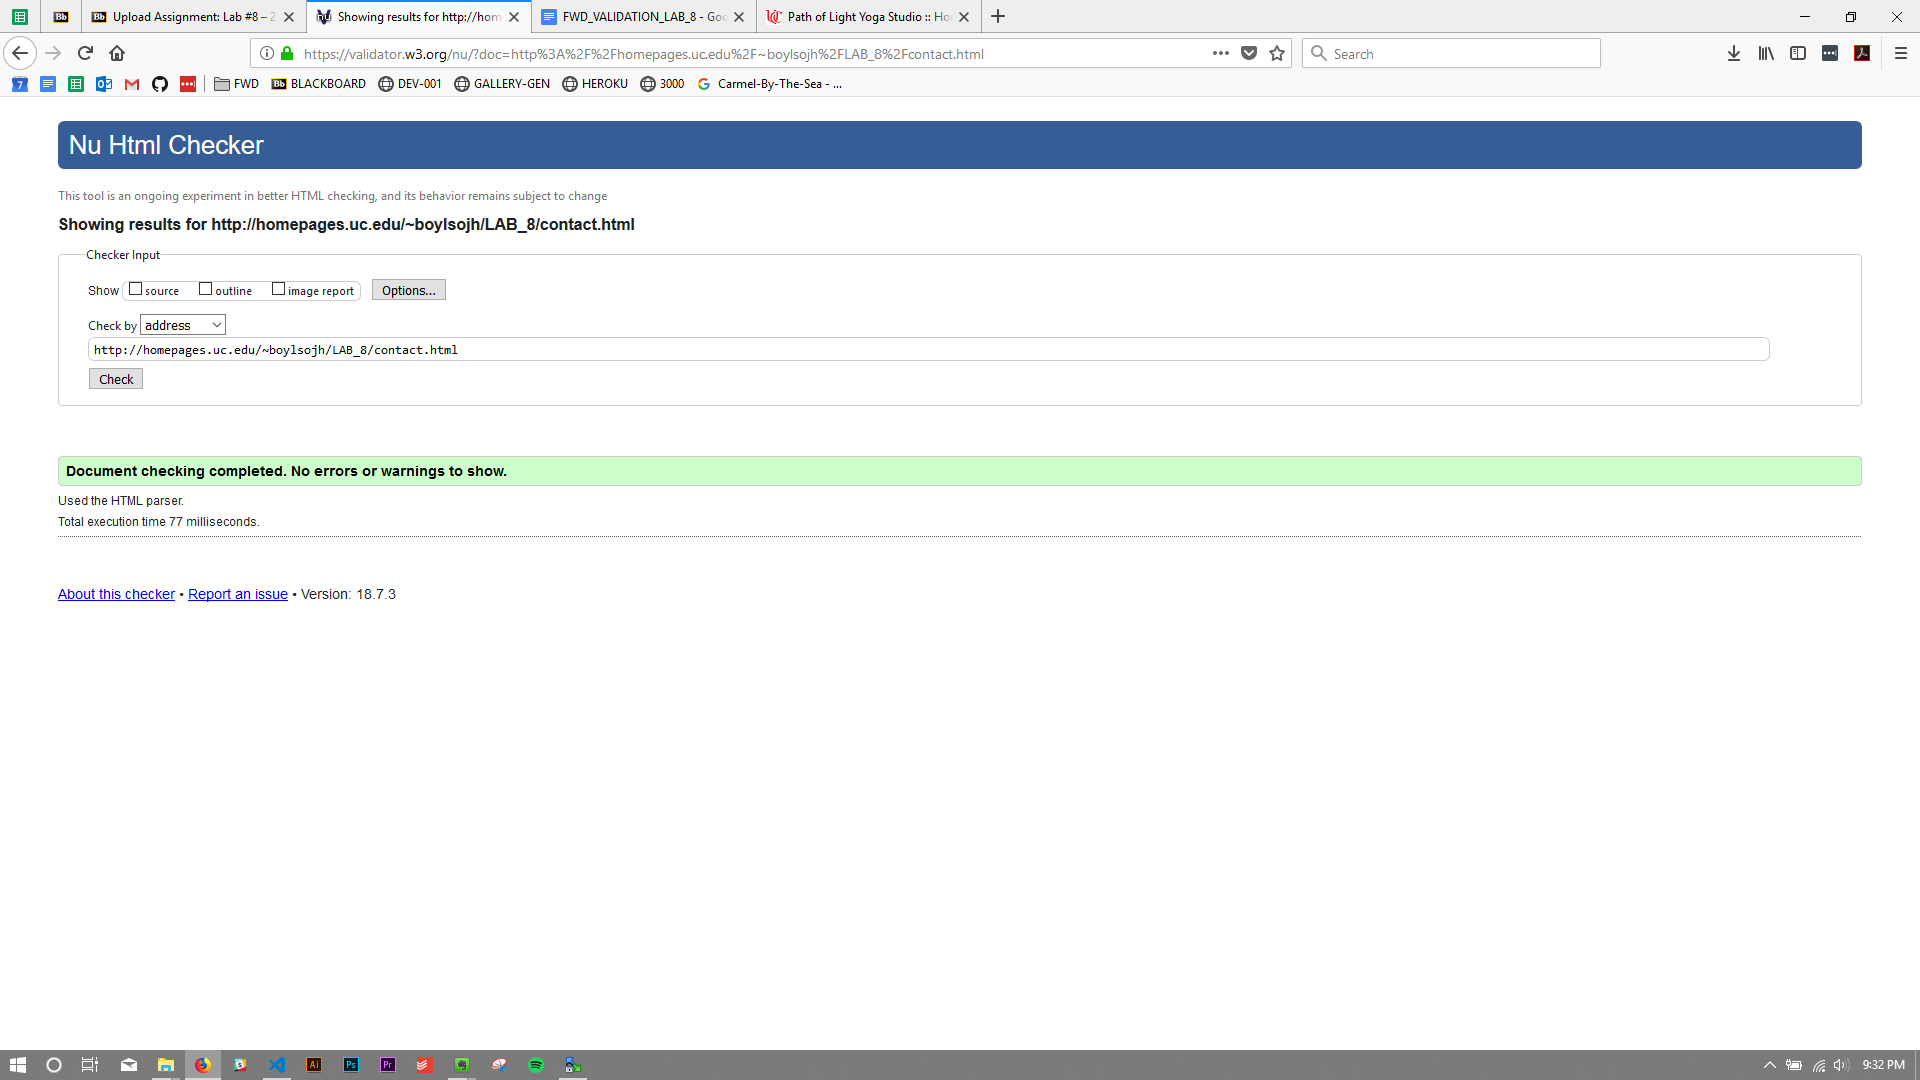 Bb Upload Assignment: Lab #8 – 2
Showing results for http://hom
FWD_VALIDATION_LAB_8 - Goo
Path of Light Yoga Studio :: Ho
https://validator.w3.org/nu/?doc=http%3A%2F%2Fhomepages.uc.edu%2F~boylsojh%2FLAB_8%2Fcontact.html
Search
FWD
Bb BLACKBOARD
DEV-001
GALLERY-GEN
HEROKU
3000
Carmel-By-The-Sea - ...
Nu Html Checker
This tool is an ongoing experiment in better HTML checking, and its behavior remains subject to change
Showing results for http://homepages.uc.edu/~boylsojh/LAB_8/contact.html
Checker Input
Show source outline image report Options...
Check by address
http://homepages.uc.edu/~boylsojh/LAB_8/contact.html
Check
Document checking completed. No errors or warnings to show.
Used the HTML parser.
Total execution time 77 milliseconds.
About this checker • Report an issue • Version: 18.7.3
Ai Ps Pr
9:32 PM